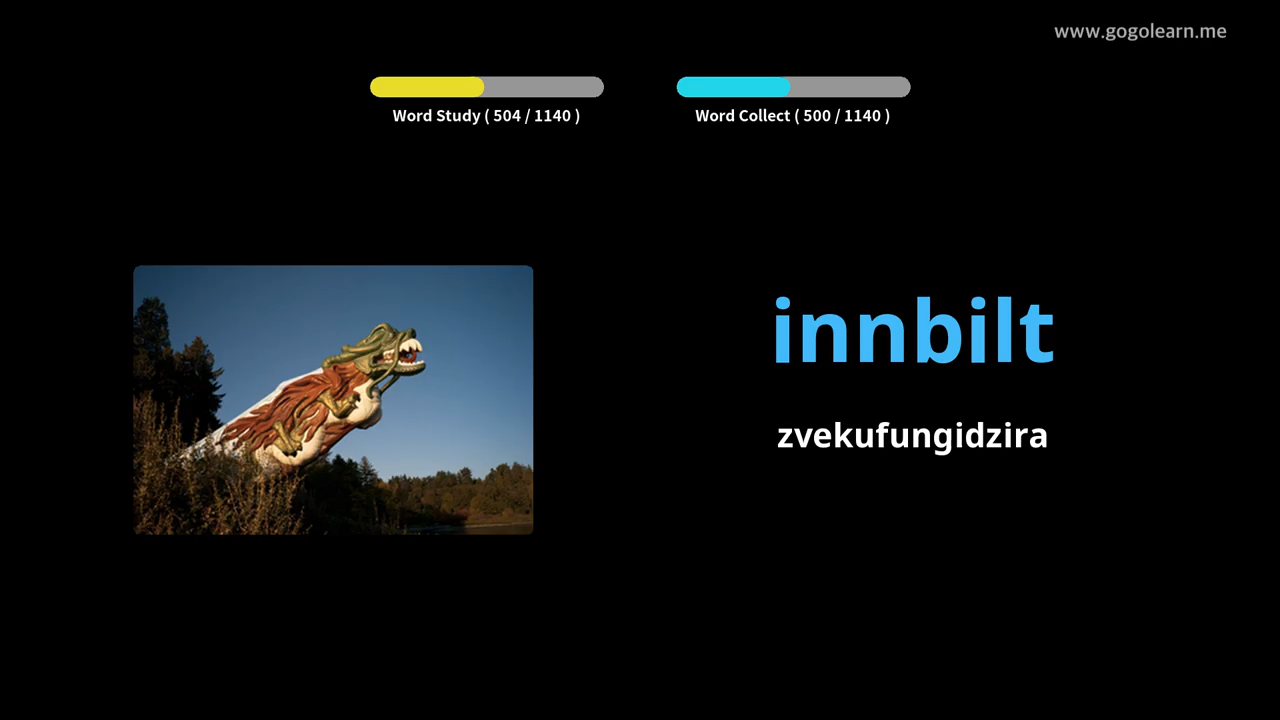 www.gogolearn.me
Word Study ( 504 / 1140 )
Word Collect ( 500 / 1140 )
innbilt
zvekufungidzira